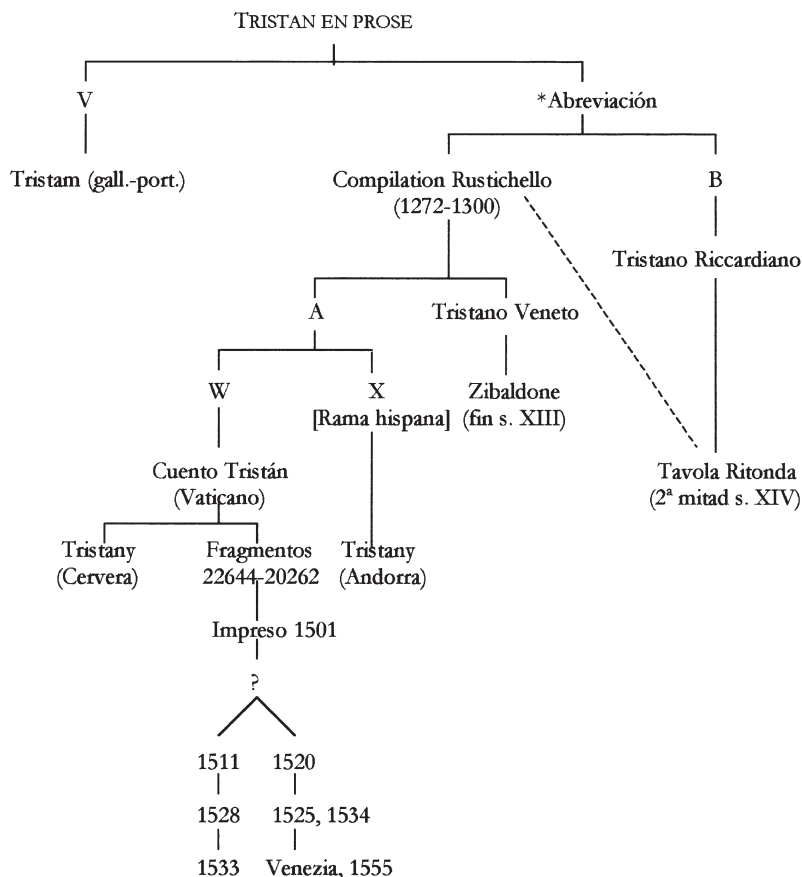 TRISTAN EN PROSE
V
*Abreviación
Tristam (gall.-port.)
Compilation Rustichello
(1272-1300)
B
Tristano Riccardiano
A
Tristano Veneto
W
X
[Rama hispana]
Zibaldone
(fin s. XIII)
Cuento Tristán
(Vaticano)
Tavola Ritonda
(2ª mitad s. XIV)
Tristany
(Cervera)
Fragmentos
22644-20262
Tristany
(Andorra)
Impreso 1501
?
1511
1520
1528
1525, 1534
1533
Venezia, 1555